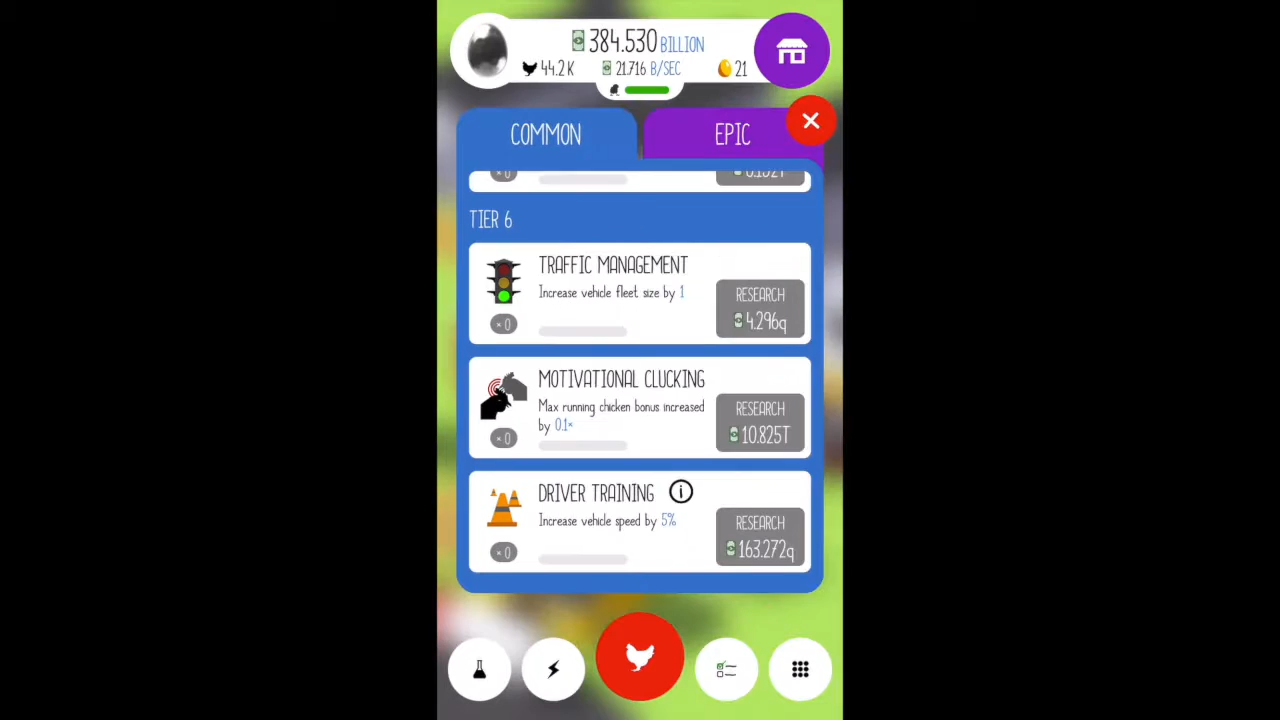 384.530 BILLION
44.2 K 21.716 B/SEC 21
COMMON EPIC
× 0
TIER 6
TRAFFIC MANAGEMENT
Increase vehicle fleet size by 1
RESEARCH
4.296q
× 0
MOTIVATIONAL CLUCKING
Max running chicken bonus increased
by 0.1×
RESEARCH
10.825T
× 0
DRIVER TRAINING i
Increase vehicle speed by 5%
RESEARCH
163.272q
× 0